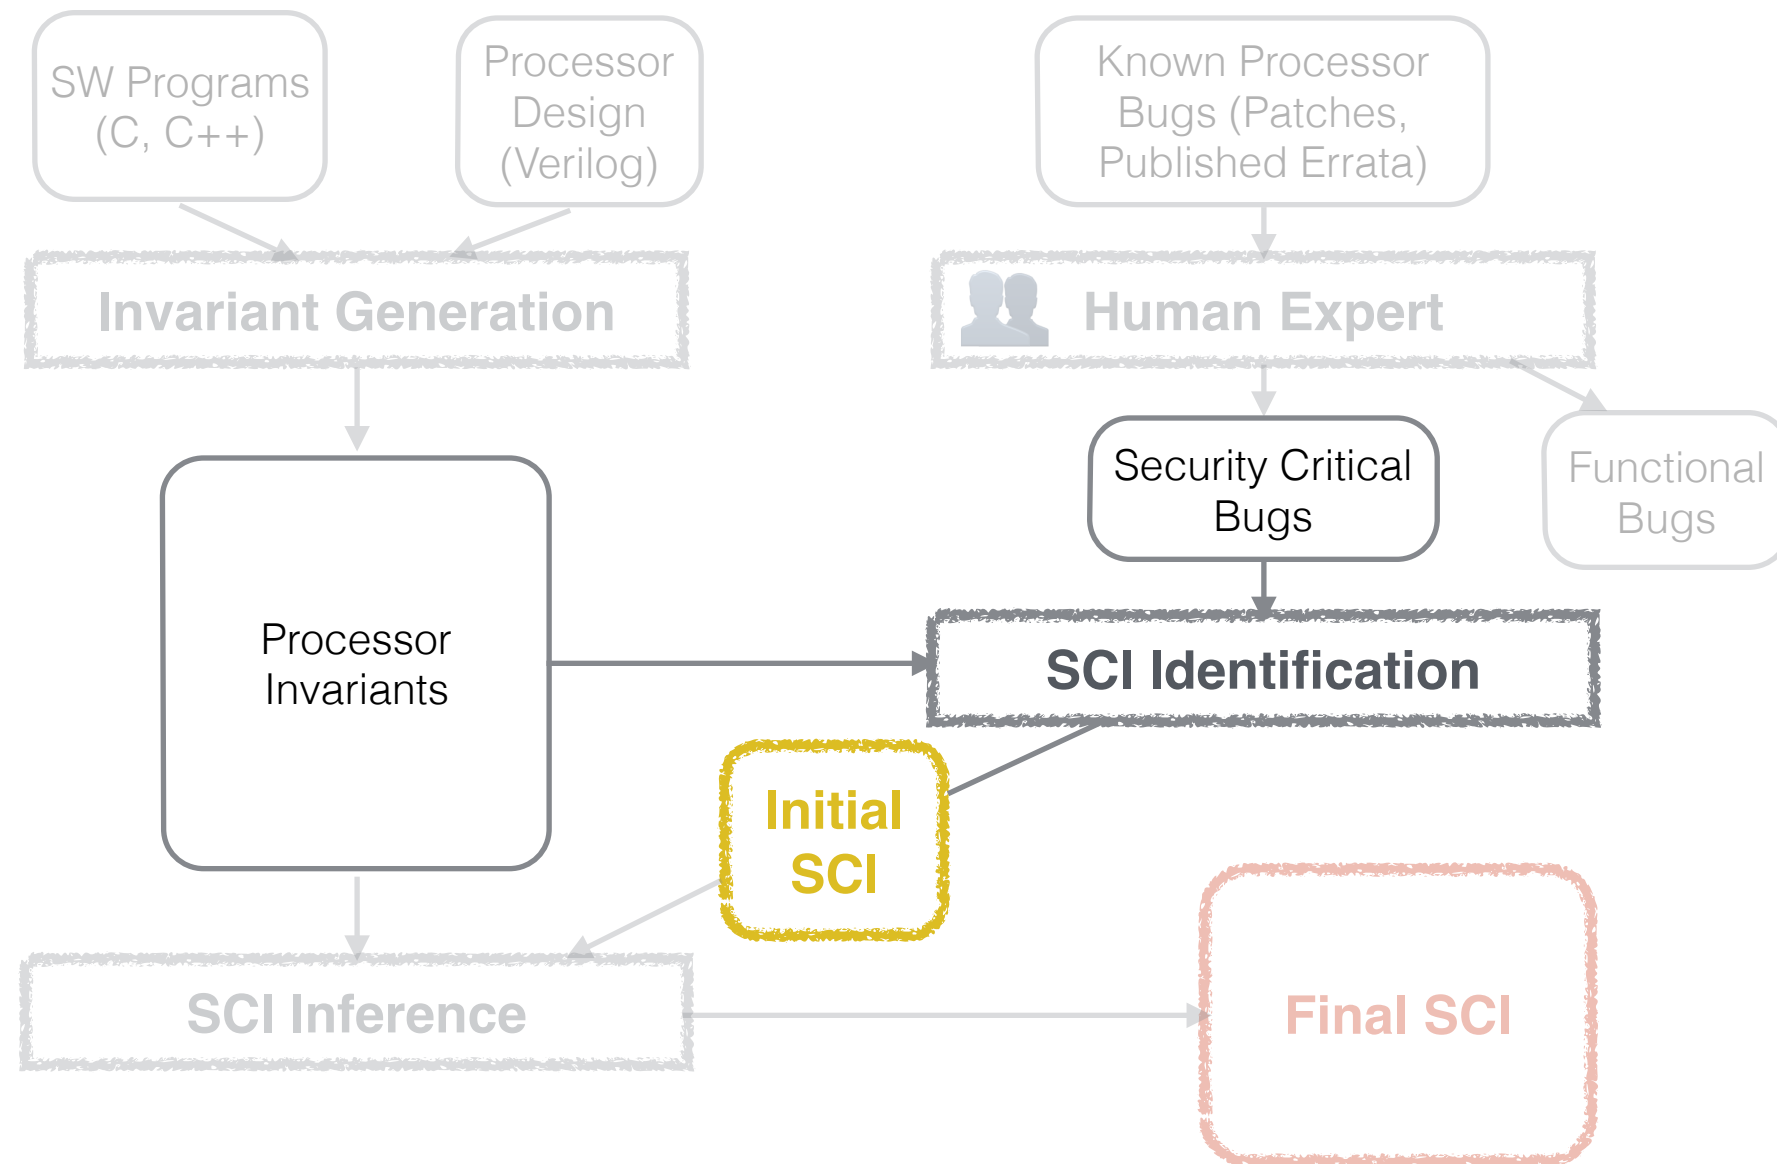 SW Programs
(C, C++)
Processor
Design
(Verilog)
Known Processor
Bugs (Patches,
Published Errata)
Invariant Generation
Human Expert
Security Critical
Bugs
Functional
Bugs
Processor
Invariants
SCI Identification
Initial
SCI
SCI Inference
Final SCI